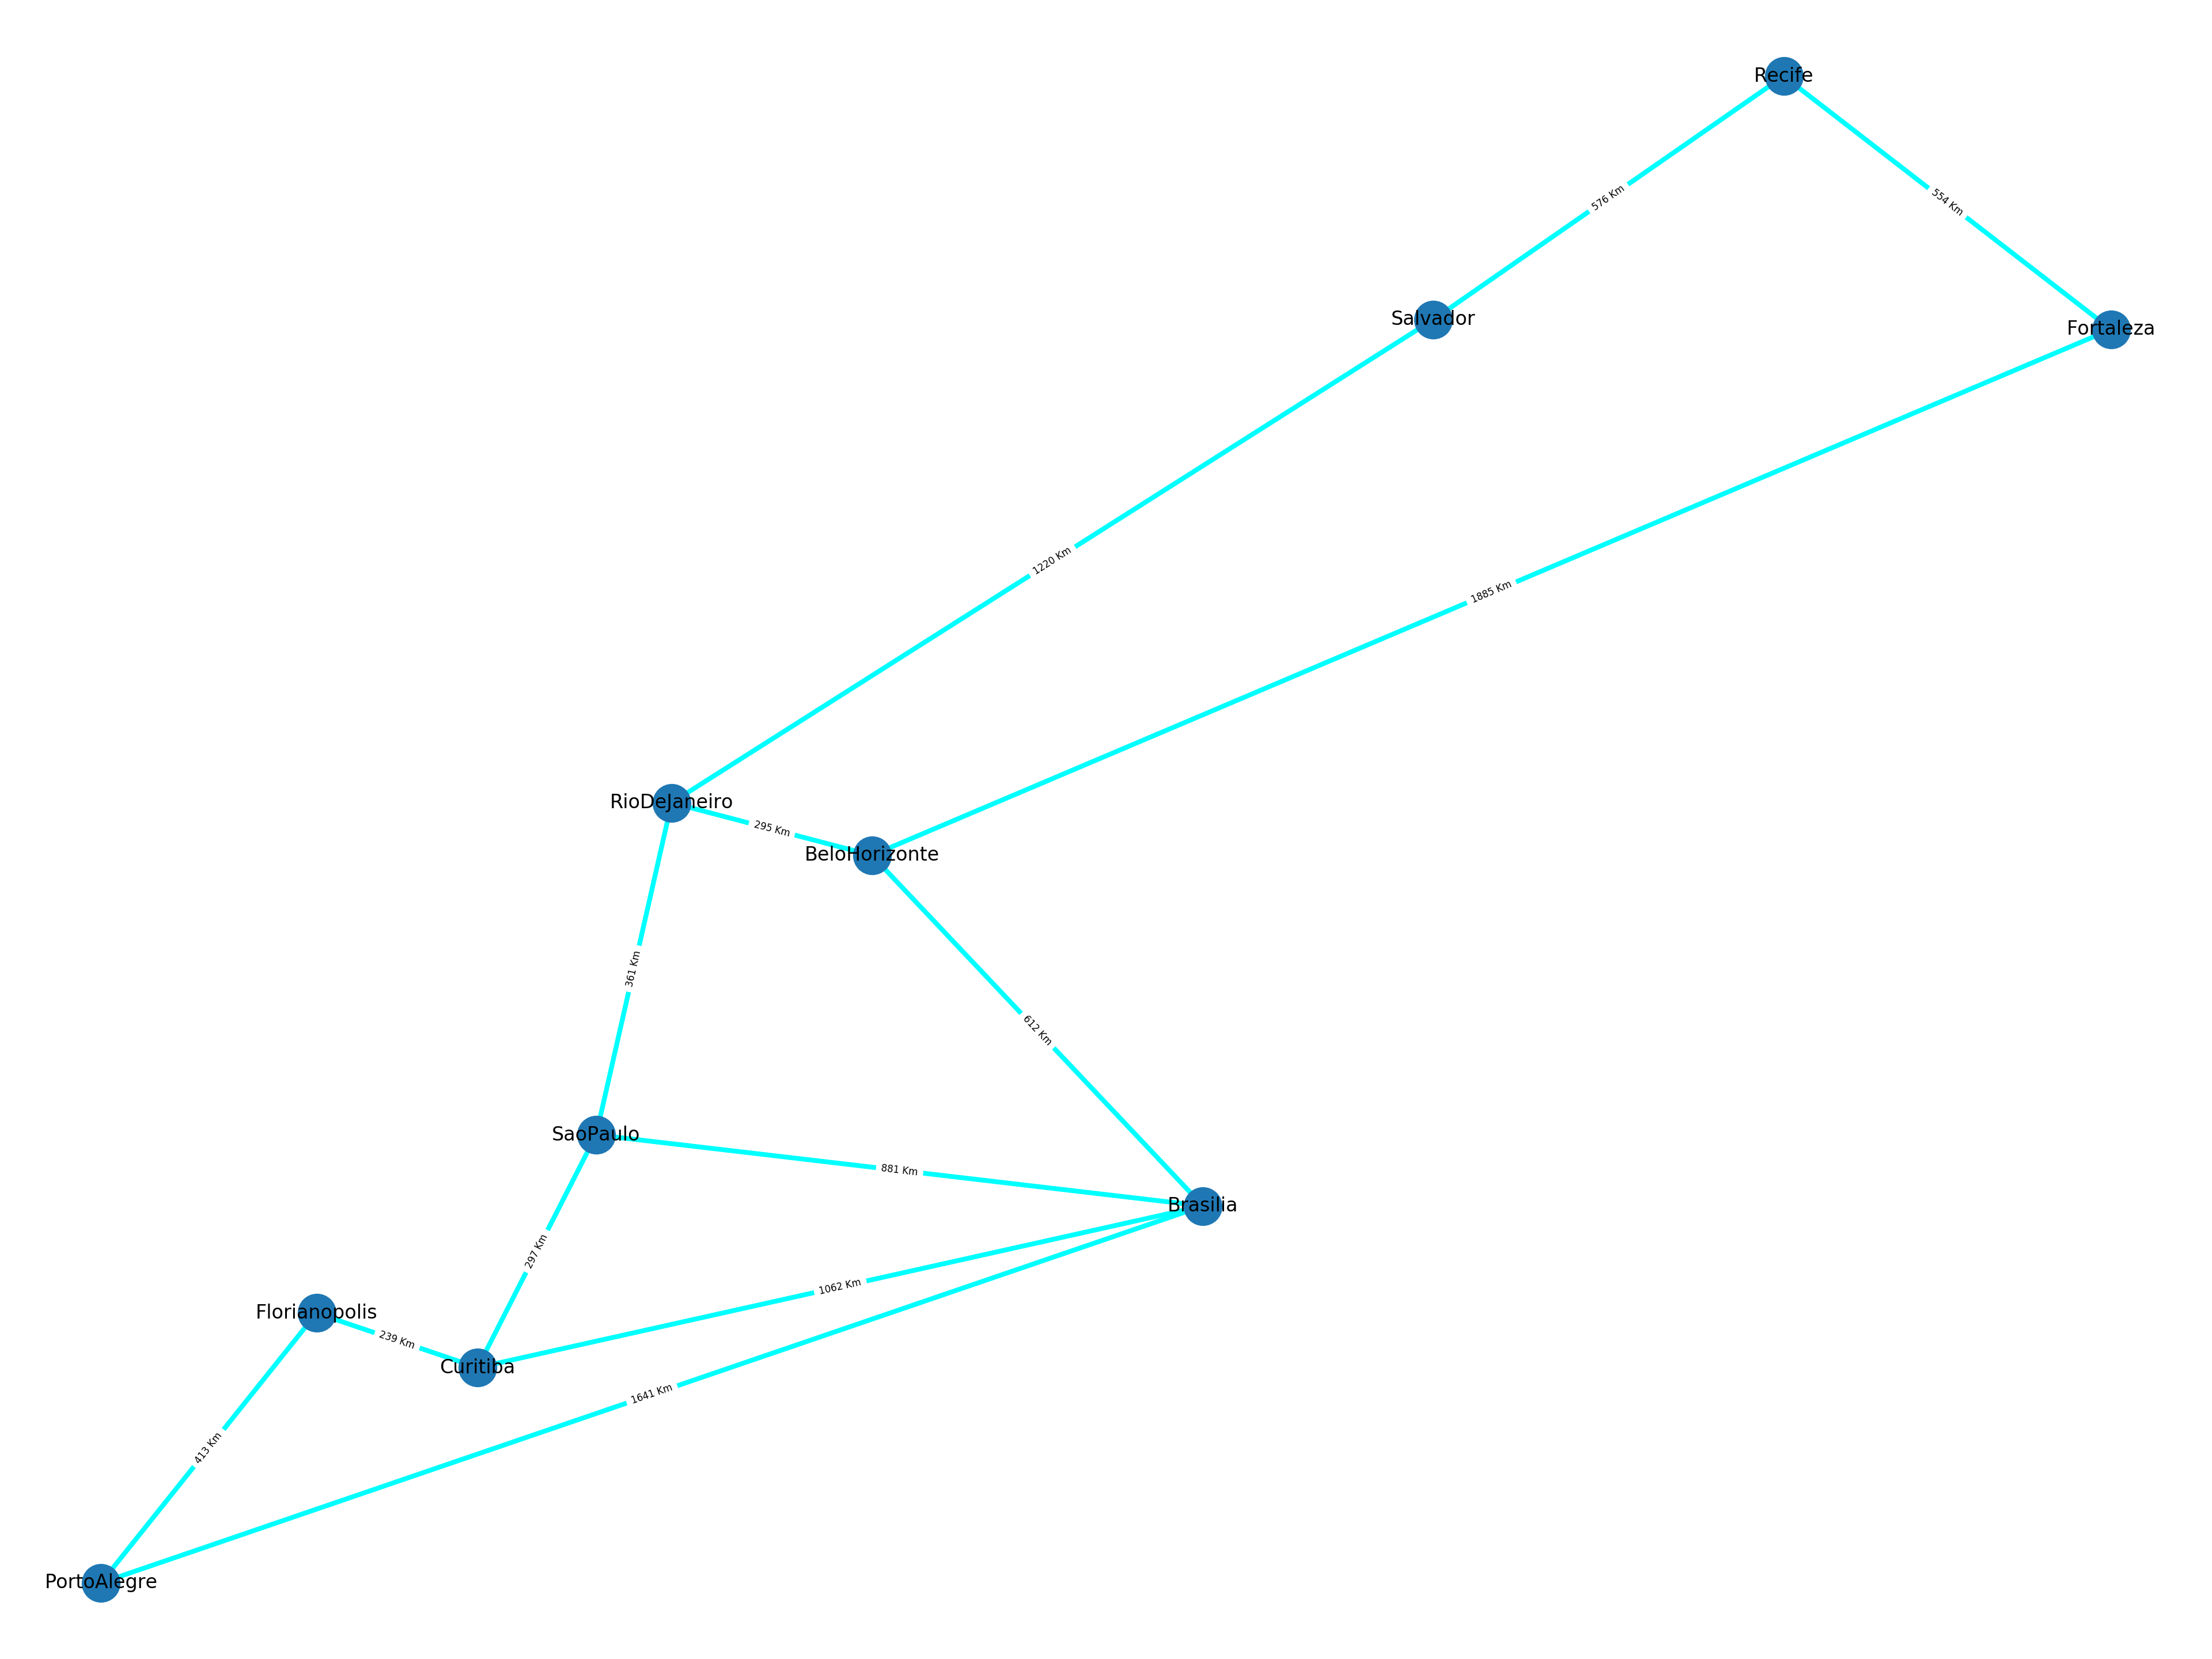 Recife
554 Km
576 Km
Salvador
Fortaleza
1220 Km
1885 Km
RioDeJaneiro
295 Km
BeloHorizonte
361 Km
612 Km
SaoPaulo
881 Km
Brasilia
297 Km
1062 Km
Florianopolis
239 Km
Curitiba
1641 Km
413 Km
PortoAlegre